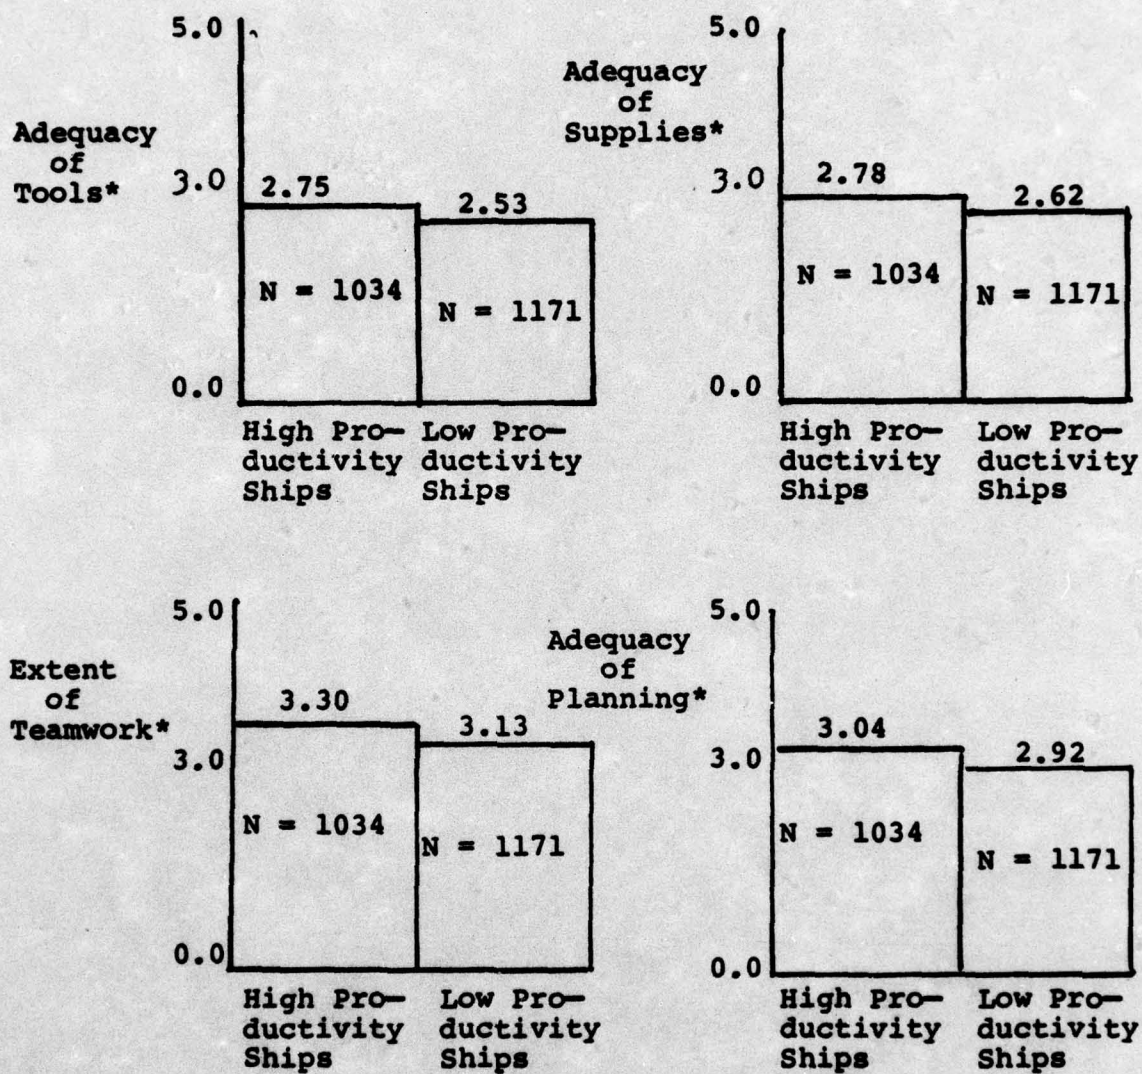 5.0
Adequacy
of
Tools*
3.0
2.75
2.53
N = 1034
N = 1171
0.0
High Pro-
ductivity
Ships
Low Pro-
ductivity
Ships
5.0
Adequacy
of
Supplies*
3.0
2.78
2.62
N = 1034
N = 1171
0.0
High Pro-
ductivity
Ships
Low Pro-
ductivity
Ships
5.0
Extent
of
Teamwork*
3.30
3.13
3.0
N = 1034
N = 1171
0.0
High Pro-
ductivity
Ships
Low Pro-
ductivity
Ships
5.0
Adequacy
of
Planning*
3.04
2.92
3.0
N = 1034
N = 1171
0.0
High Pro-
ductivity
Ships
Low Pro-
ductivity
Ships